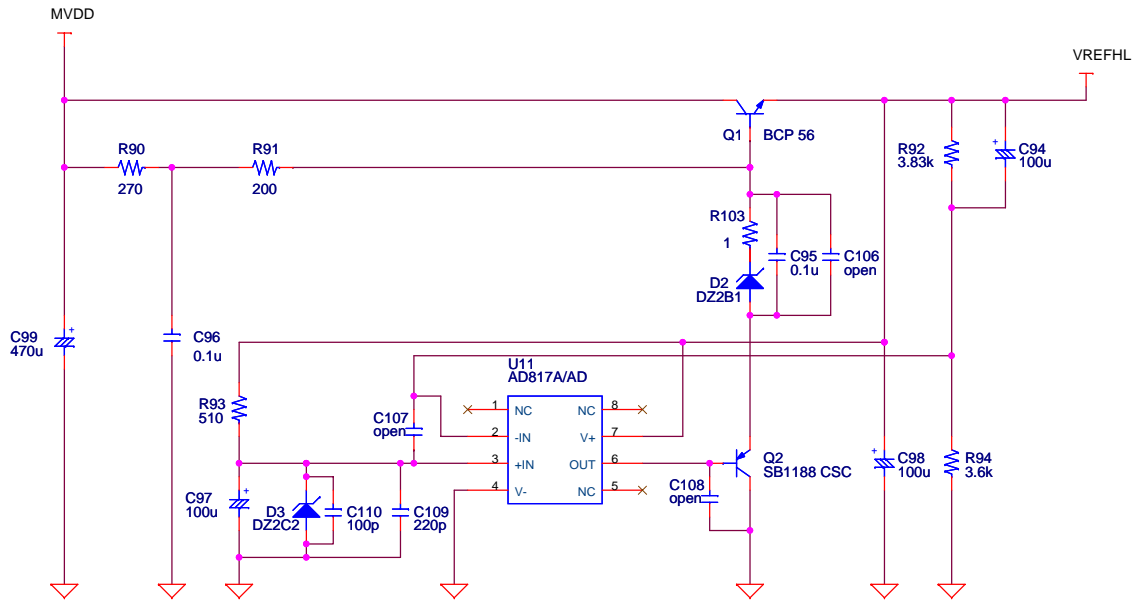 MVDD
VREFHL
Q1 BCP 56
R90
270
R91
200
R92
3.83k
C94
100u
R103
1
C95
0.1u
C106
open
D2
DZ2B1
C99
470u
C96
0.1u
U11
AD817A/AD
R93
510
C107
open
1 NC
2 -IN
3 +IN
4 V-
NC 8
V+ 7
OUT 6
NC 5
Q2
SB1188 CSC
C98
100u
R94
3.6k
C97
100u
D3
DZ2C2
C110
100p
C109
220p
C108
open